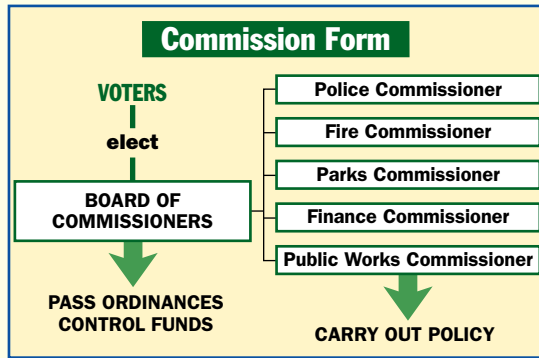 Commission Form
VOTERS
elect
BOARD OF
COMMISSIONERS
PASS ORDINANCES
CONTROL FUNDS
Police Commissioner
Fire Commissioner
Parks Commissioner
Finance Commissioner
Public Works Commissioner
CARRY OUT POLICY